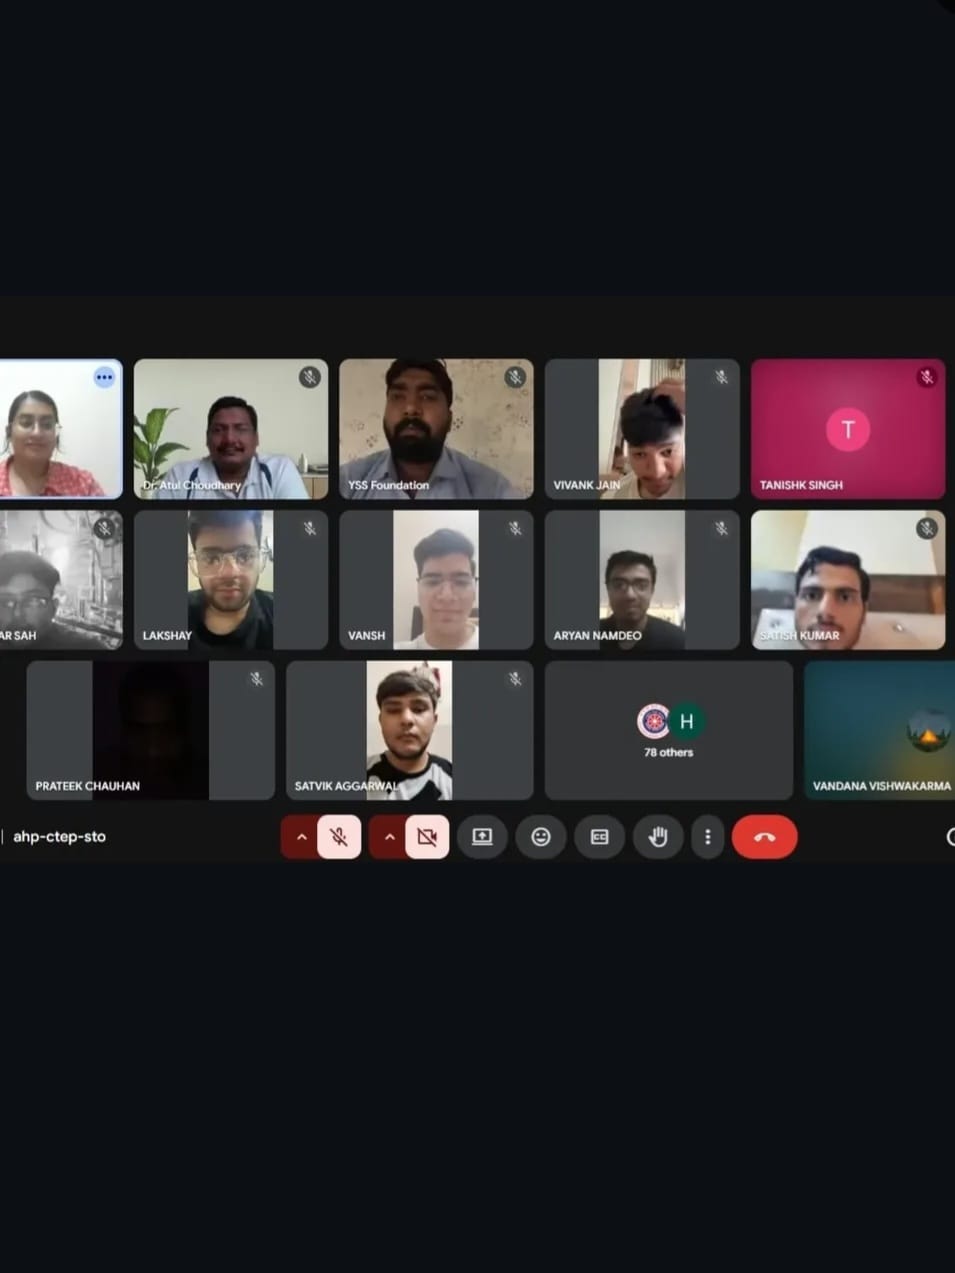 Dr. Atul Choudhary
YSS Foundation
VIVANK JAIN
T
TANISHK SINGH
AR SAH
LAKSHAY
VANSH
ARYAN NAMDEO
SATISH KUMAR
PRATEEK CHAUHAN
SATVIK AGGARWAL
H
78 others
VANDANA VISHWAKARMA
| ahp-ctep-sto
CC